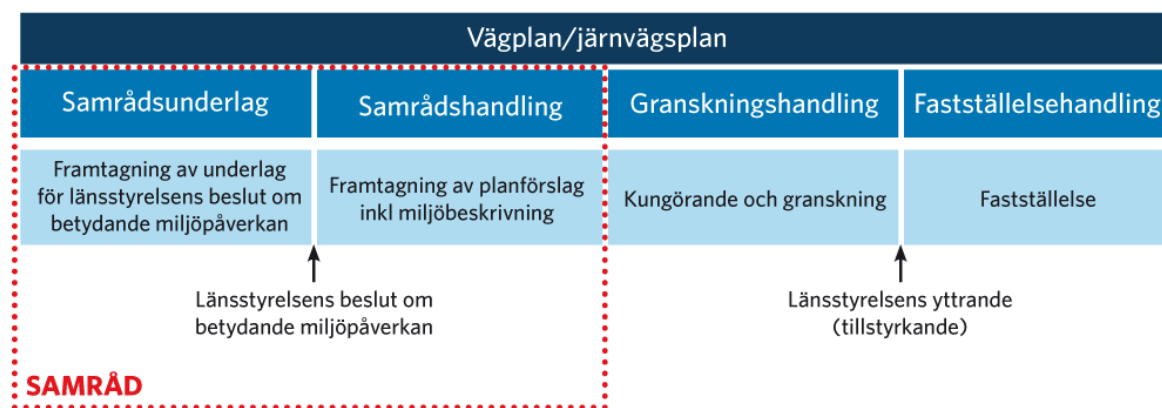 Vägplan/järnvägsplan
Samrådsunderlag
Samrådshandling
Granskningshandling
Fastställelsehandling
Framtagning av underlag
för länsstyrelsens beslut om
betydande miljöpåverkan
Framtagning av planförslag
inkl miljöbeskrivning
Kungörande och granskning
Fastställelse
Länsstyrelsens beslut om
betydande miljöpåverkan
Länsstyrelsens yttrande
(tillstyrkande)
SAMRÅD